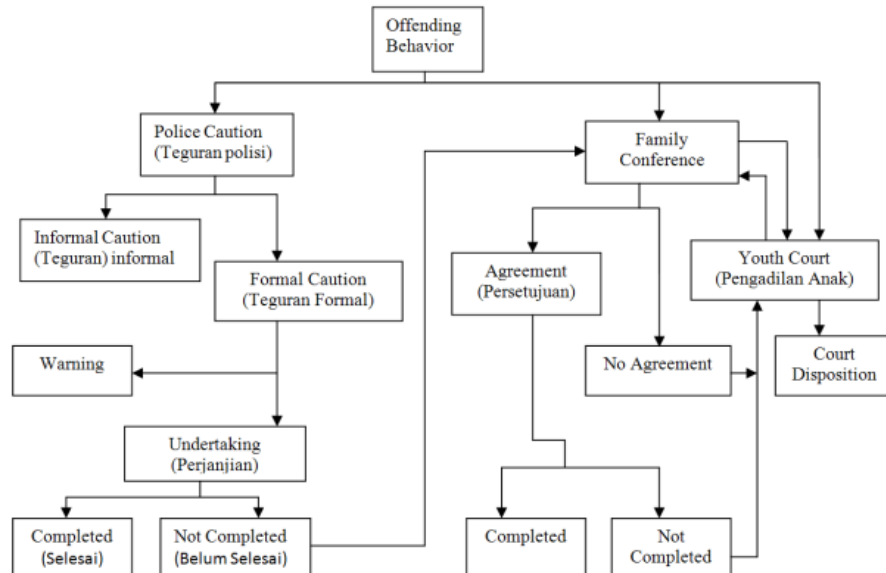 Offending
Behavior
Police Caution
(Teguran polisi)
Family
Conference
Informal Caution
(Teguran) informal
Formal Caution
(Teguran Formal)
Agreement
(Persetujuan)
Youth Court
(Pengadilan Anak)
Warning
No Agreement
Court
Disposition
Undertaking
(Perjanjian)
Completed
(Selesai)
Not Completed
(Belum Selesai)
Completed
Not
Completed